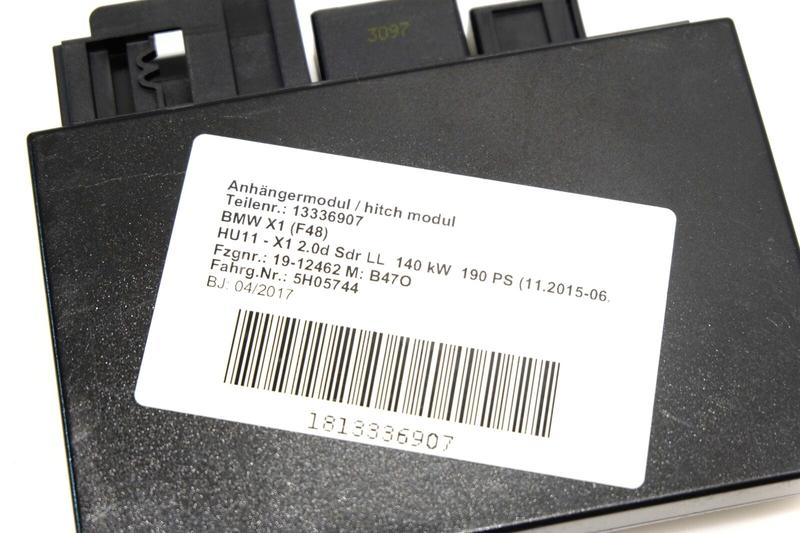 3097
Anhängermodul / hitch modul
Teilenr.: 13336907
BMW X1 (F48)
HU11 - X1 2.0d Sdr LL 140 kW 190 PS (11.2015-06.
Fzgnr.: 19-12462 M: B47O
Fahrg.Nr.: 5H05744
BJ: 04/2017
1813336907